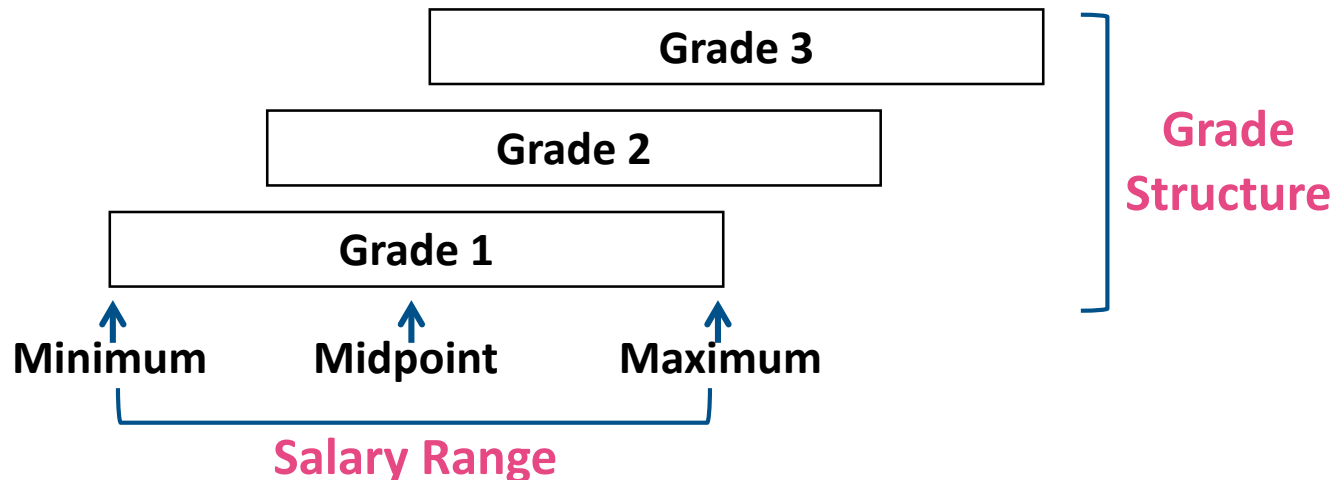 Grade 3
Grade 2
Grade 1
Grade
Structure
Minimum Midpoint Maximum
Salary Range